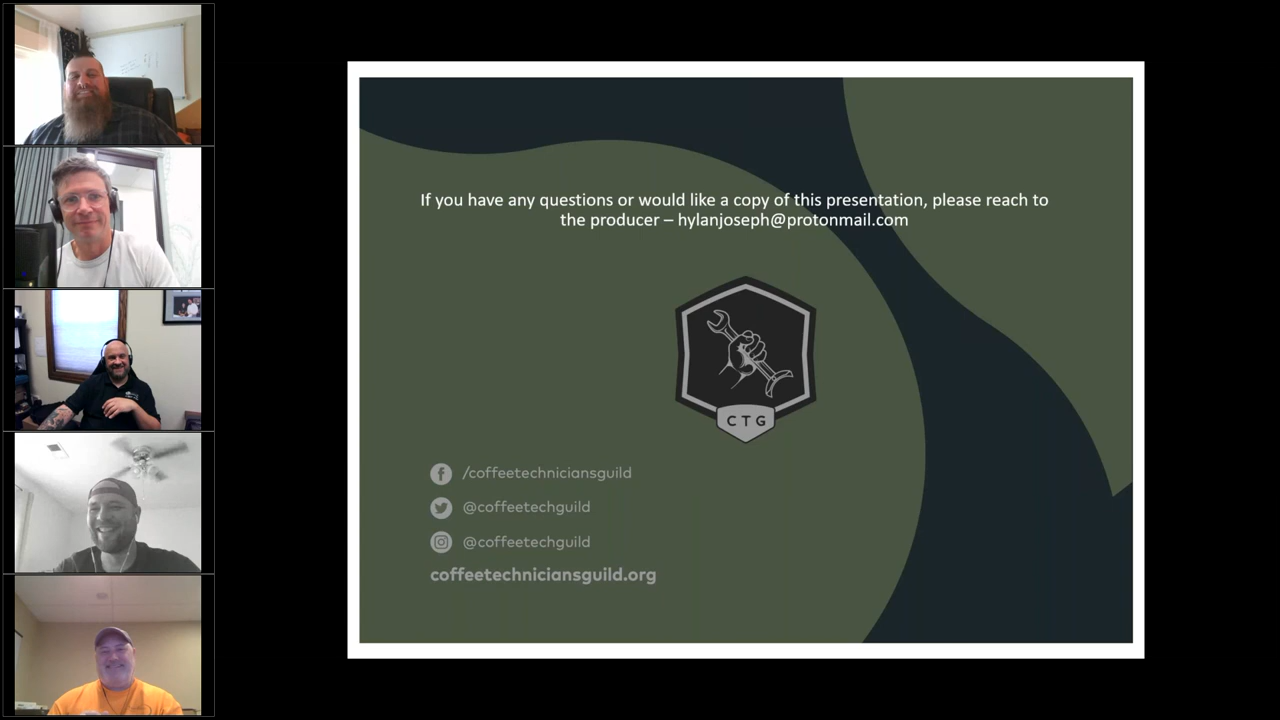 If you have any questions or would like a copy of this presentation, please reach to
the producer – hylanjoseph@protonmail.com
CTG
/coffeetechniciansguild
@coffeetechguild
@coffeetechguild
coffeetechniciansguild.org